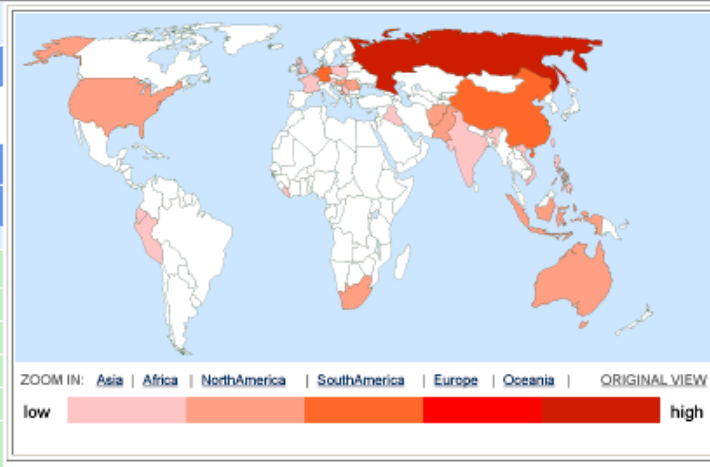 ZOOM IN: Asia | Africa | NorthAmerica | SouthAmerica | Europe | Oceania | ORIGINAL VIEW
low high